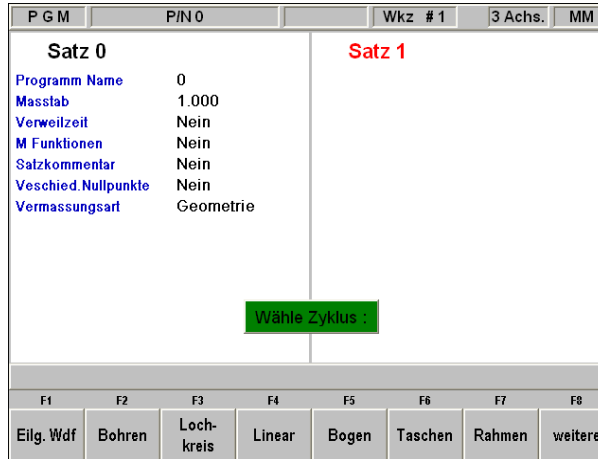 PGM P/N 0 Wkz # 1 3 Achs. MM
Satz 0
Programm Name 0
Masstab 1.000
Verweilzeit Nein
M Funktionen Nein
Satzkommentar Nein
Veschied.Nullpunkte Nein
Vermassungsart Geometrie
Satz 1
Wähle Zyklus :
F1 F2 F3 F4 F5 F6 F7 F8
Eilg. Wdf Bohren Loch- Linear Bogen Taschen Rahmen weitere
kreis